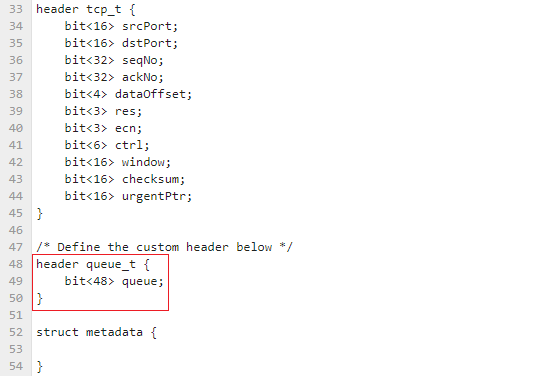 33 header tcp_t {
34     bit<16> srcPort;
35     bit<16> dstPort;
36     bit<32> seqNo;
37     bit<32> ackNo;
38     bit<4> dataOffset;
39     bit<3> res;
40     bit<3> ecn;
41     bit<6> ctrl;
42     bit<16> window;
43     bit<16> checksum;
44     bit<16> urgentPtr;
45 }
46
47 /* Define the custom header below */
48 header queue_t {
49     bit<48> queue;
50 }
51
52 struct metadata {
53
54 }